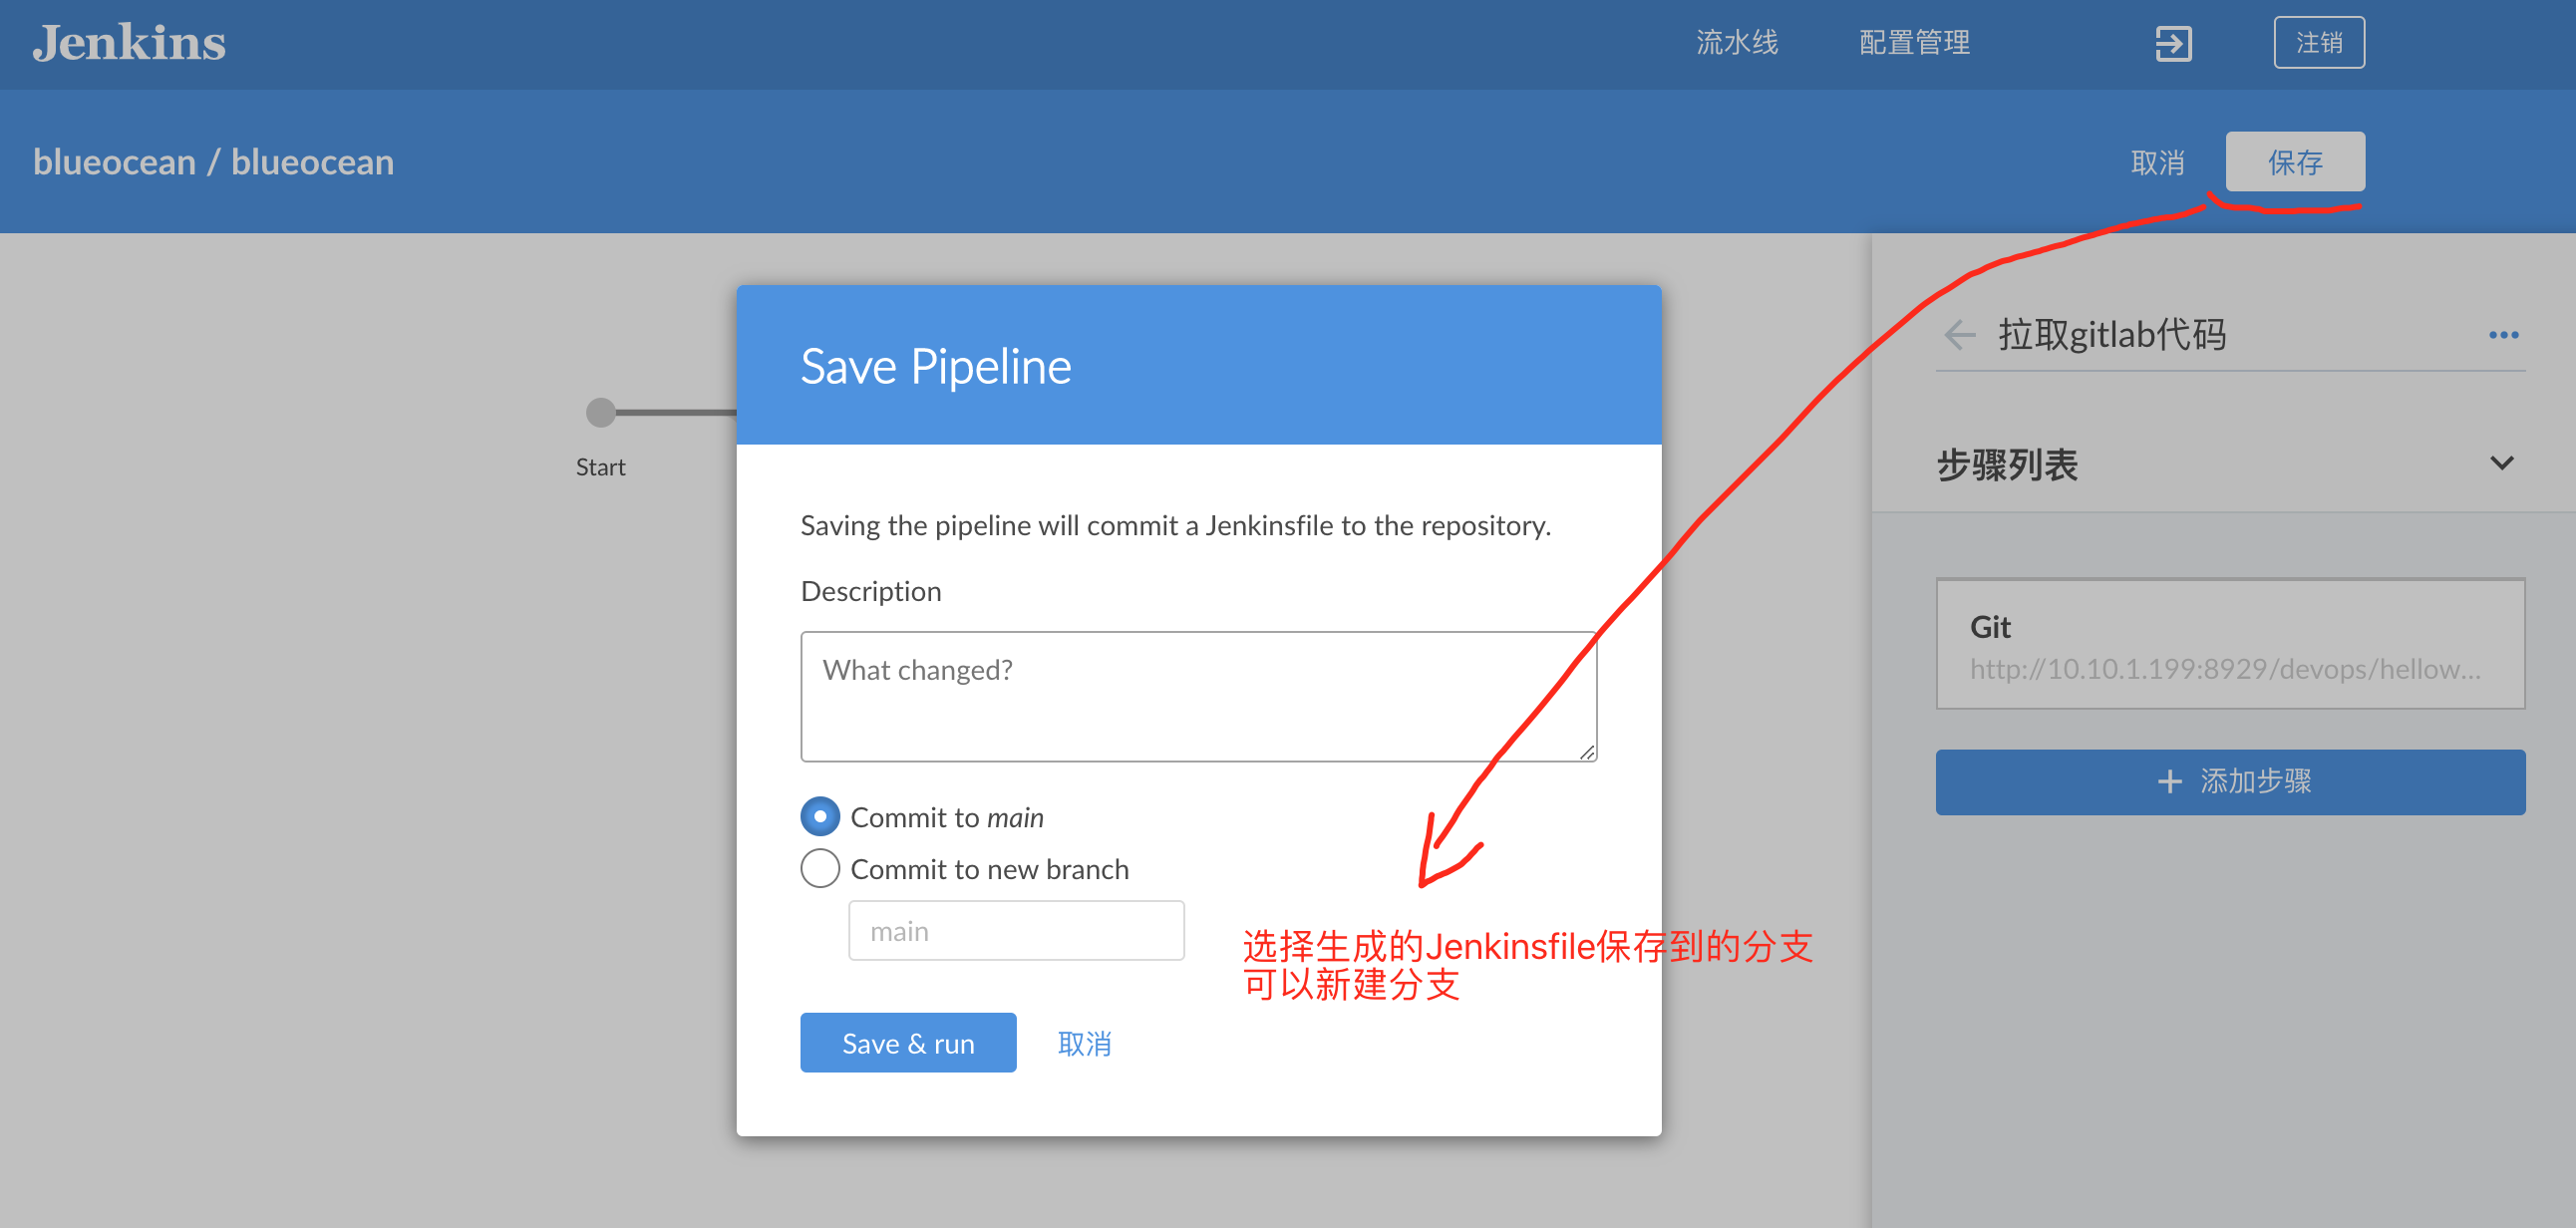 Jenkins
流水线
配置管理
注销
blueocean / blueocean
取消
保存
Save Pipeline
Saving the pipeline will commit a Jenkinsfile to the repository.
Description
What changed?
Commit to main
Commit to new branch
main
选择生成的Jenkinsfile保存到的分支
可以新建分支
Save & run
取消
Start
拉取gitlab代码
步骤列表
Git
http://10.10.1.199:8929/devops/hellow...
添加步骤